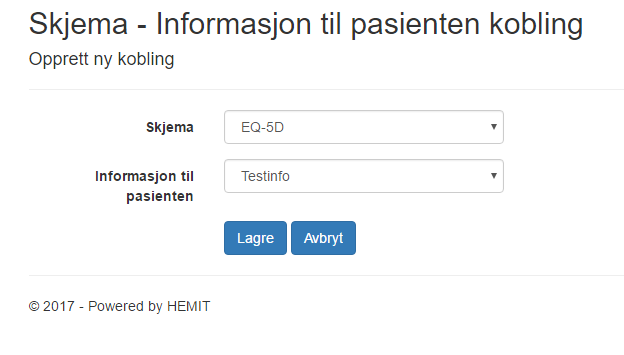 Skjema - Informasjon til pasienten kobling
Opprett ny kobling
Skjema EQ-5D
Informasjon til Testinfo
pasienten
Lagre Avbryt
© 2017 - Powered by HEMIT